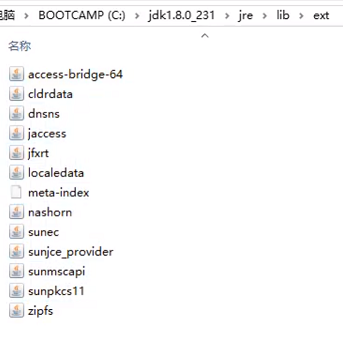 电脑 > BOOTCAMP (C:) > jdk1.8.0_231 > jre > lib > ext
名称
access-bridge-64
cldrdata
dnsns
jaccess
jfxrt
localedata
meta-index
nashorn
sunec
sunjce_provider
sunmscapi
sunpkcs11
zipfs